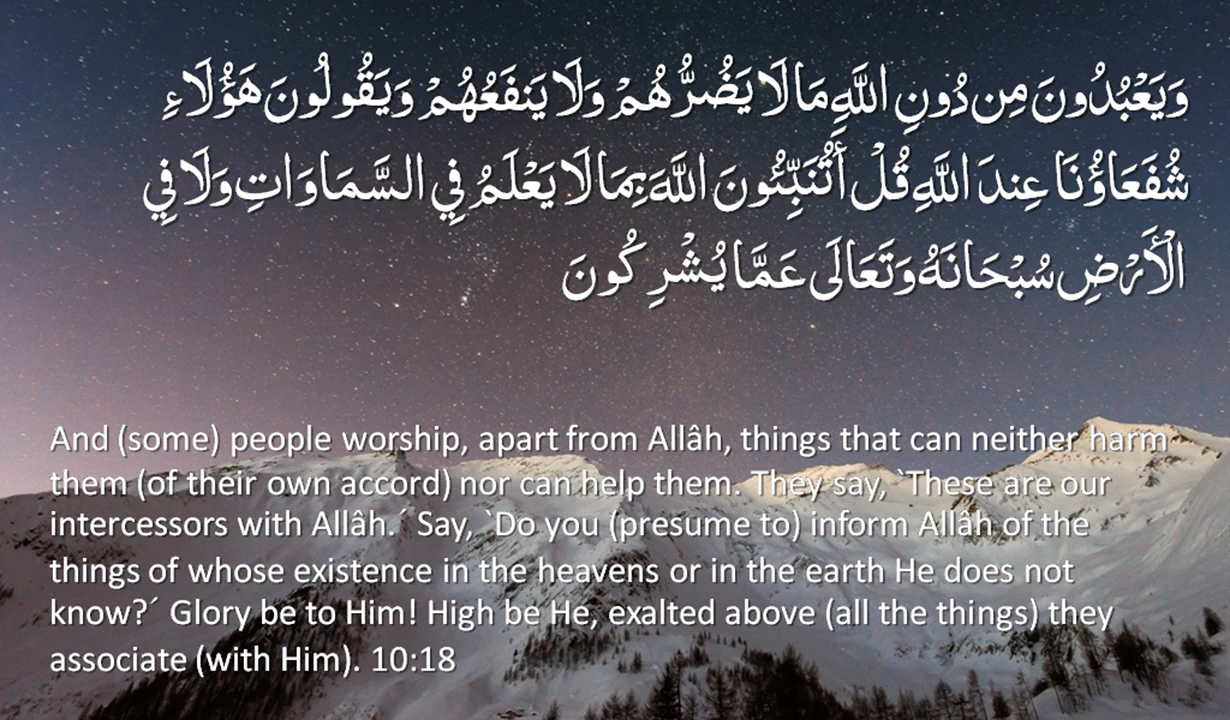 وَيَعْبُدُونَ مِن دُونِ اللَّهِ مَا لَا يَضُرُّهُمْ وَلَا يَنفَعُهُمْ وَيَقُولُونَ هَؤُلَاءِ
شُفَعَاؤُنَا عِندَ اللَّهِ قُلْ أَتُنَبِّئُونَ اللَّهَ بِمَا لَا يَعْلَمُ فِي السَّمَاوَاتِ وَلَا فِي
الْأَرْضِ سُبْحَانَهُ وَتَعَالَى عَمَّا يُشْرِكُونَ
And (some) people worship, apart from Allâh, things that can neither harm
them (of their own accord) nor can help them. They say, `These are our
intercessors with Allâh.´ Say, `Do you (presume to) inform Allâh of the
things of whose existence in the heavens or in the earth He does not
know?´ Glory be to Him! High be He, exalted above (all the things) they
associate (with Him). 10:18